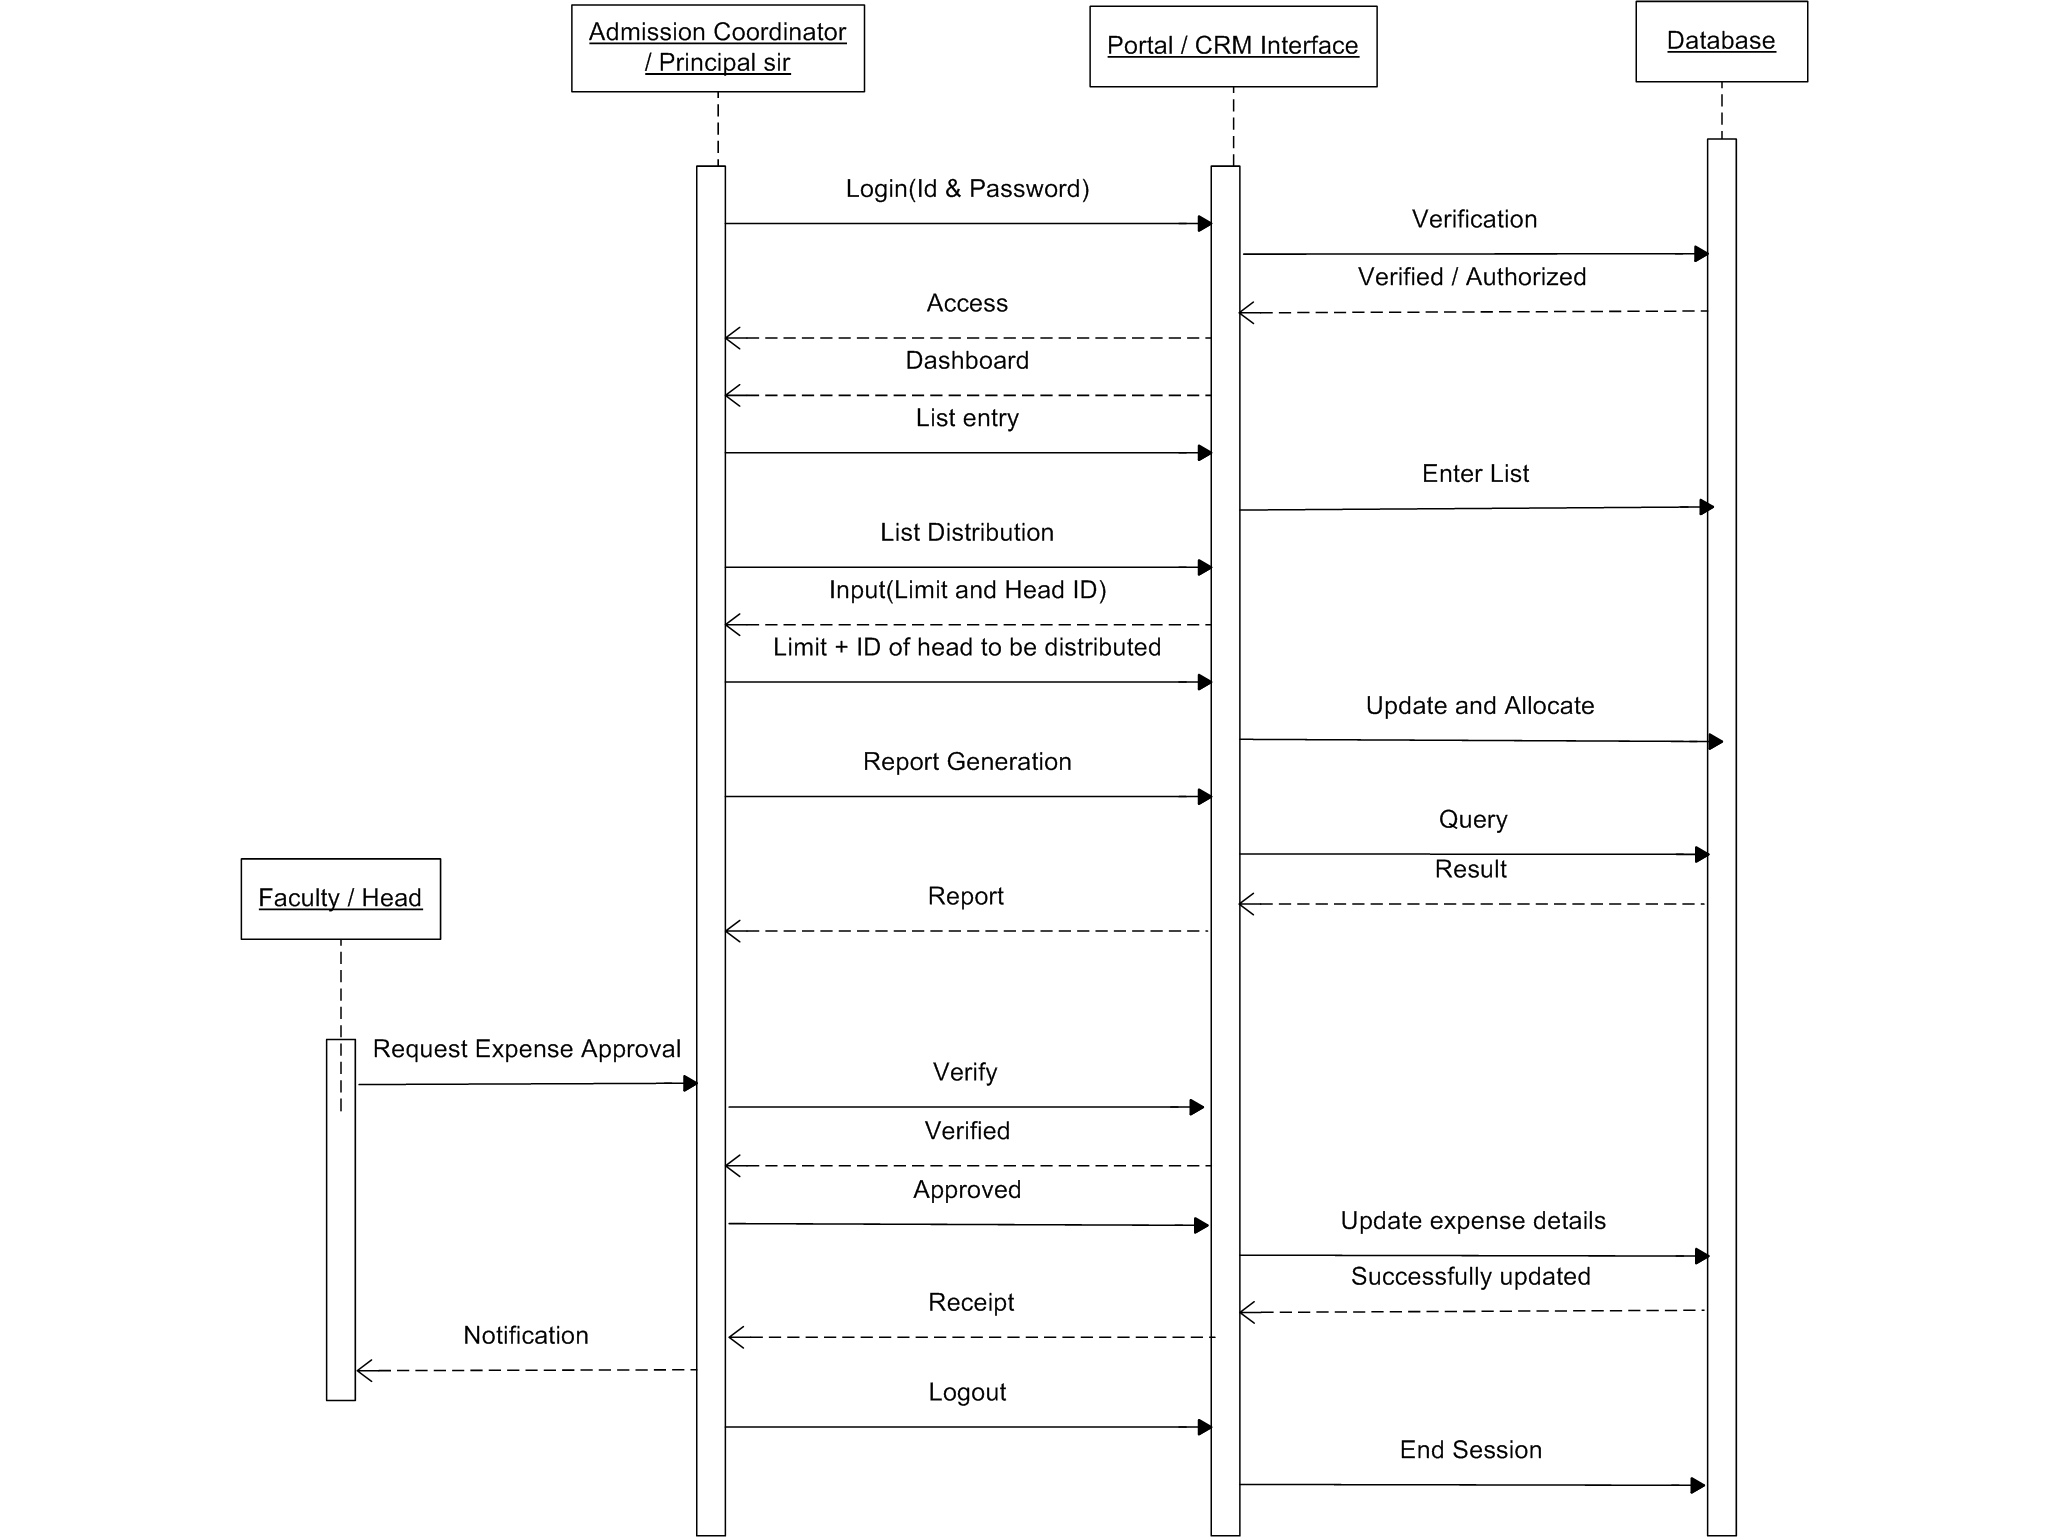 Admission Coordinator
/ Principal sir
Portal / CRM Interface
Database
Login(Id & Password)
Verification
Verified / Authorized
Access
Dashboard
List entry
Enter List
List Distribution
Input(Limit and Head ID)
Limit + ID of head to be distributed
Update and Allocate
Report Generation
Query
Result
Report
Faculty / Head
Request Expense Approval
Verify
Verified
Approved
Update expense details
Successfully updated
Receipt
Notification
Logout
End Session